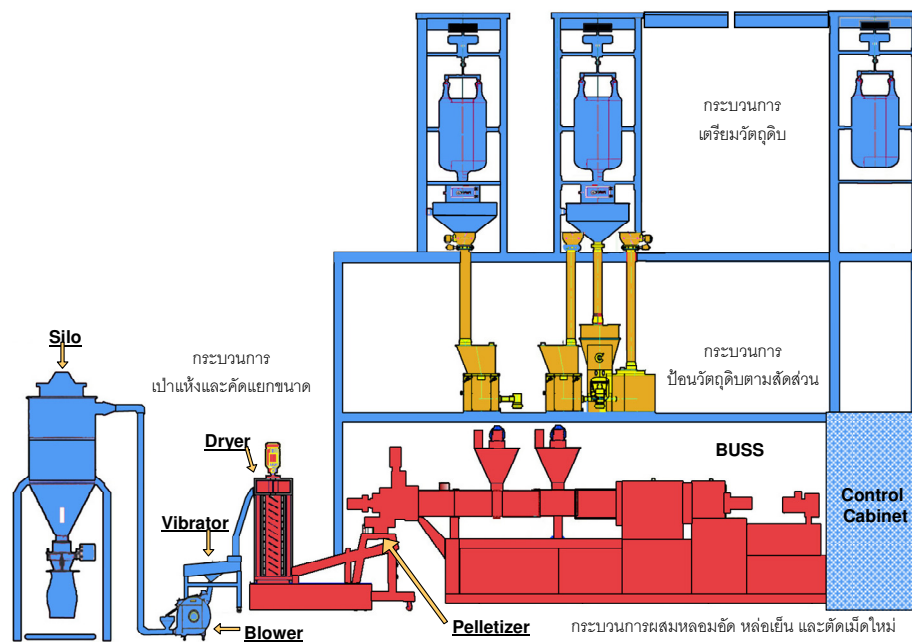 กระบวนการ
เตรียมวัตถุดิบ
Silo
กระบวนการ
เป่าแห้งและคัดแยกขนาด
กระบวนการ
ป้อนวัตถุดิบตามสัดส่วน
Dryer
BUSS
Control
Cabinet
Vibrator
Blower
Pelletizer
กระบวนการผสมหลอมอัด หล่อเย็น และตัดเม็ดใหม่